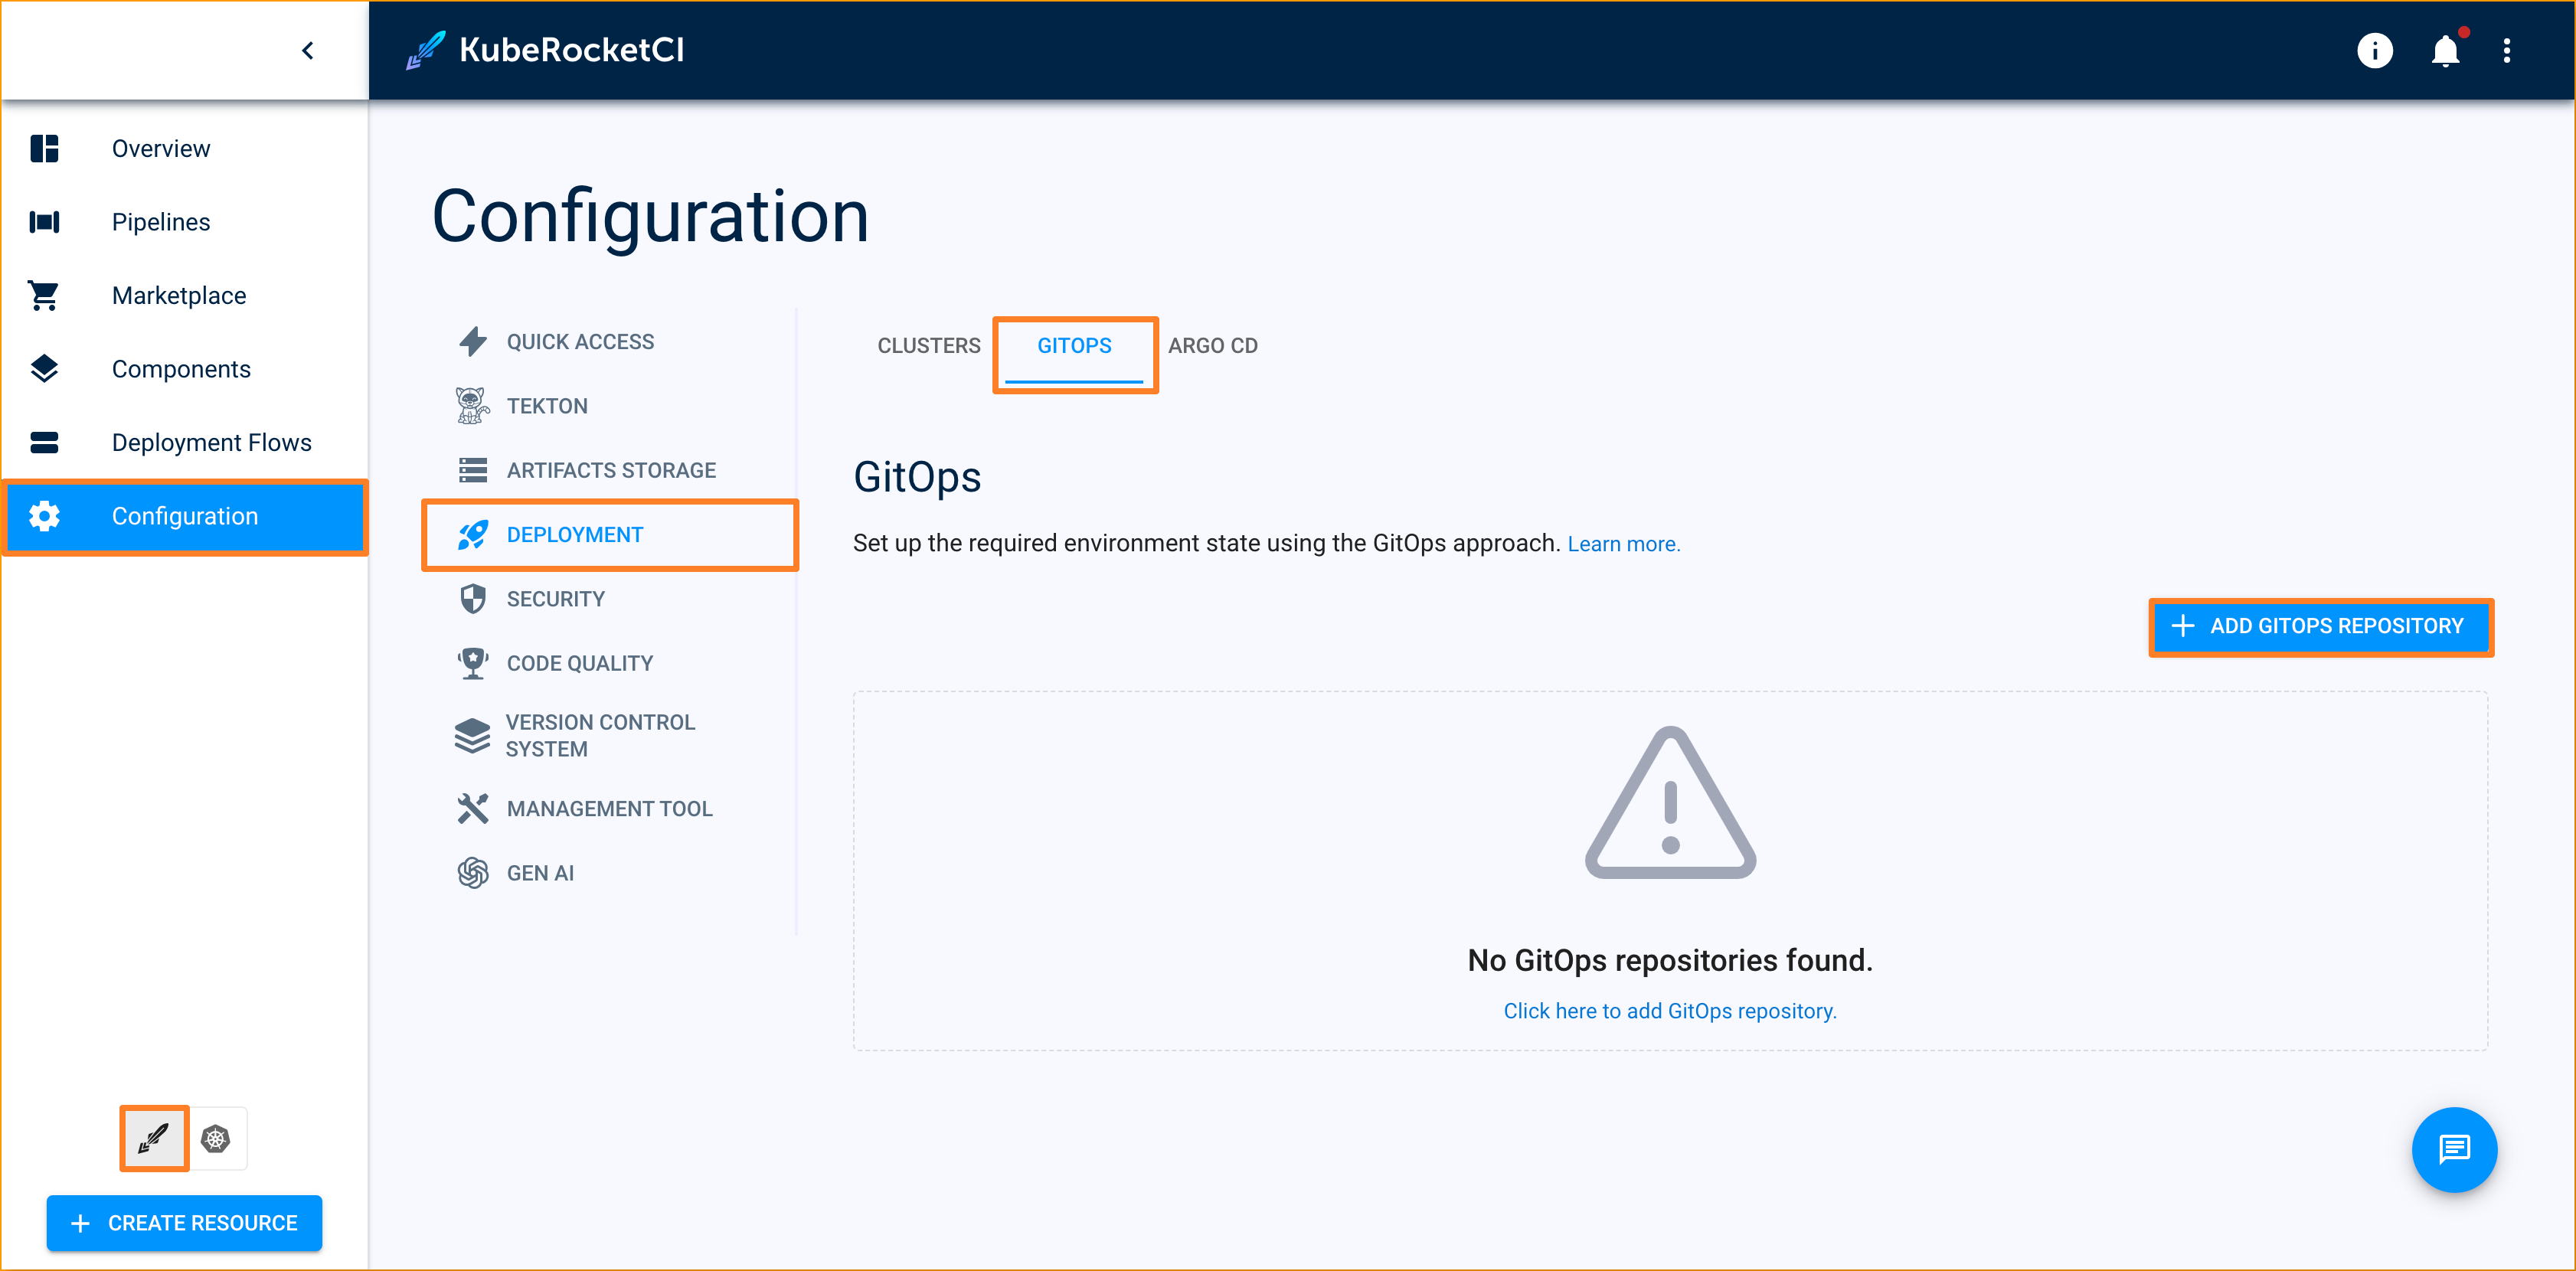 KubeRocketCI
Overview
Pipelines
Marketplace
Components
Deployment Flows
Configuration
CREATE RESOURCE
Configuration
QUICK ACCESS
TEKTON
ARTIFACTS STORAGE
DEPLOYMENT
SECURITY
CODE QUALITY
VERSION CONTROL
SYSTEM
MANAGEMENT TOOL
GEN AI
CLUSTERS GITOPS ARGO CD
GitOps
Set up the required environment state using the GitOps approach. Learn more.
ADD GITOPS REPOSITORY
No GitOps repositories found.
Click here to add GitOps repository.